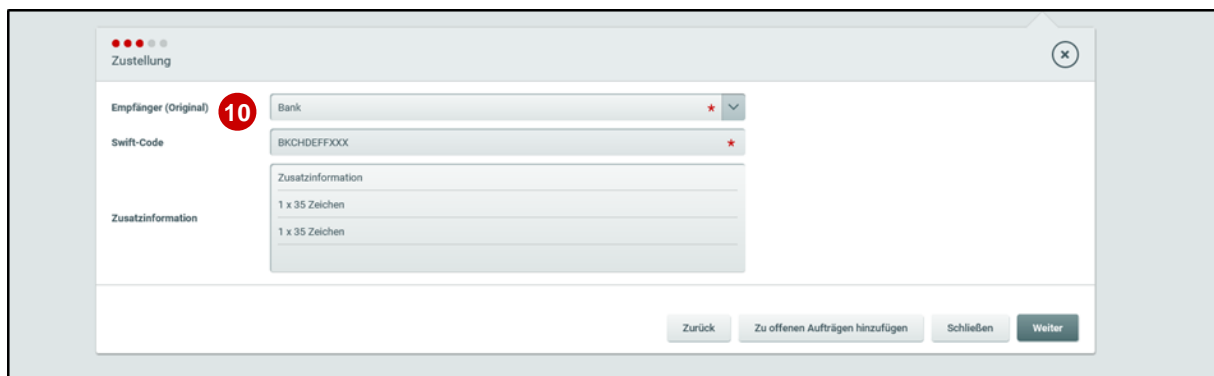 Zustellung
Empfänger (Original) 10 Bank *
Swift-Code BKCHDEFFXXX *
Zusatzinformation
Zusatzinformation
1 x 35 Zeichen
1 x 35 Zeichen
Zurück Zu offenen Aufträgen hinzufügen Schließen Weiter